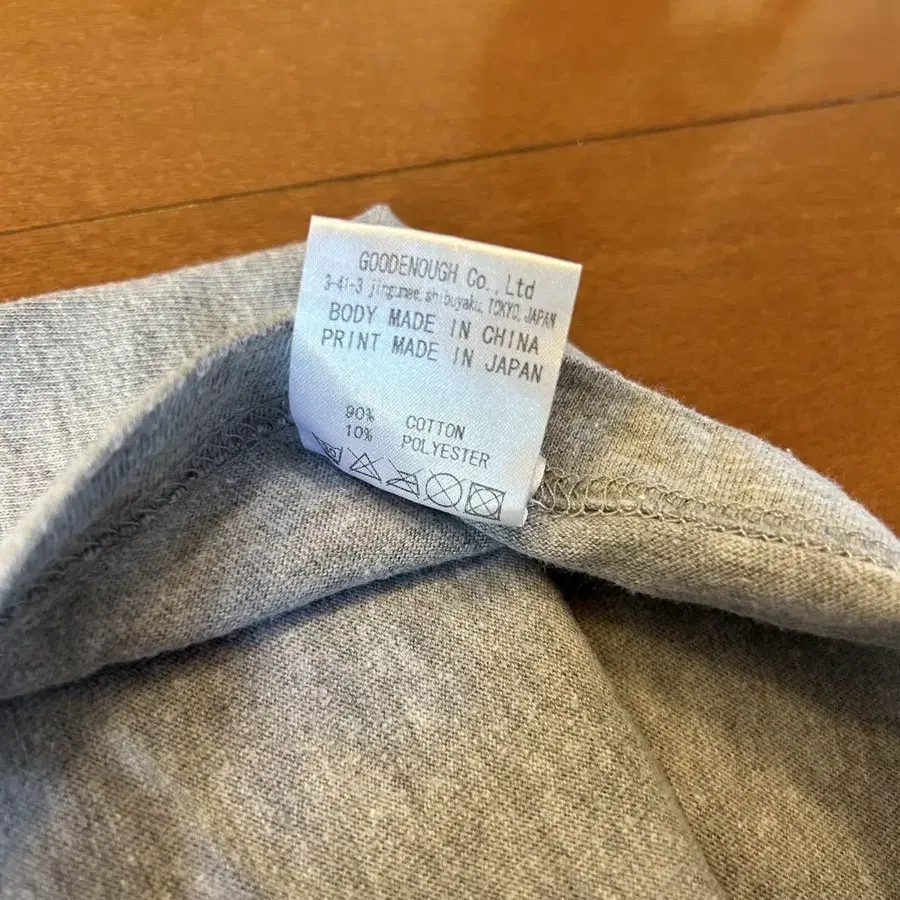 GOODENOUGH Co., Ltd
3-41-3 jingumae, shibuyaku, TOKYO, JAPAN
BODY MADE IN CHINA
PRINT MADE IN JAPAN
90% COTTON
10% POLYESTER